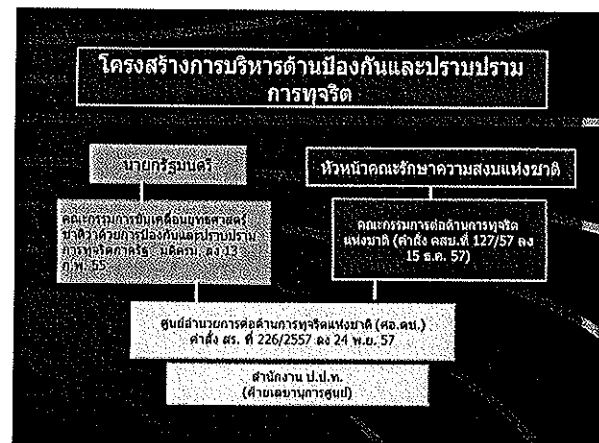 โครงสร้างการบริหารด้านป้องกันและปราบปราม
การทุจริต
นายกรัฐมนตรี
หัวหน้าคณะรักษาความสงบแห่งชาติ
คณะกรรมการขับเคลื่อนยุทธศาสตร์
ชาติว่าด้วยการป้องกันและปราบปราม
การทุจริตภาครัฐ มติครม. ลง 13
ก.พ. 55
คณะกรรมการต่อต้านการทุจริต
แห่งชาติ (คำสั่ง คสช.ที่ 127/57 ลง
15 ธ.ค. 57)
ศูนย์อำนวยการต่อต้านการทุจริตแห่งชาติ (ศอ.ตช.)
คำสั่ง ศร. ที่ 226/2557 ลง 24 พ.ย. 57
สำนักงาน ป.ป.ท.
(ฝ่ายเลขานุการศูนย์)